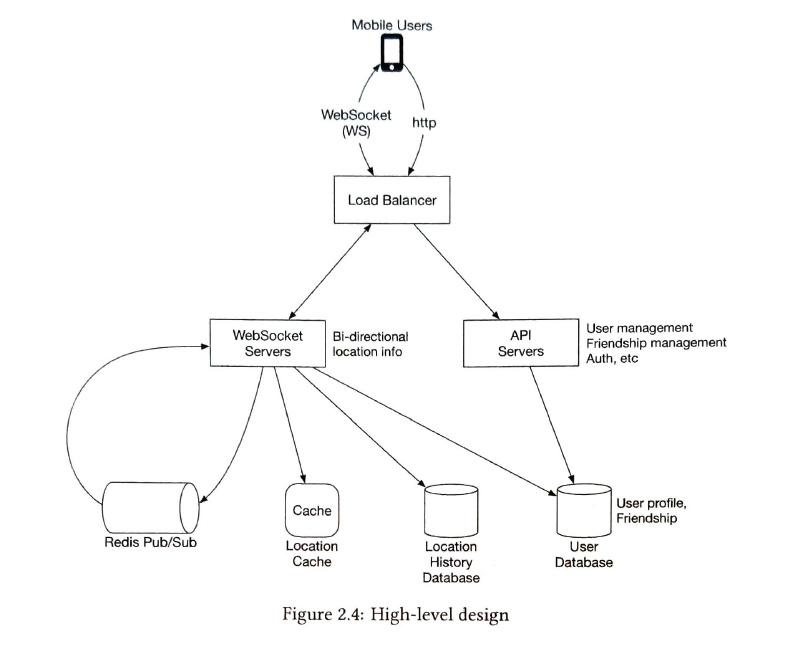 Mobile Users
WebSocket
(WS)
http
Load Balancer
WebSocket
Servers
Bi-directional
location info
API
Servers
User management
Friendship management
Auth, etc
Redis Pub/Sub
Cache
Location
Cache
Location
History
Database
User
Database
User profile,
Friendship
Figure 2.4: High-level design